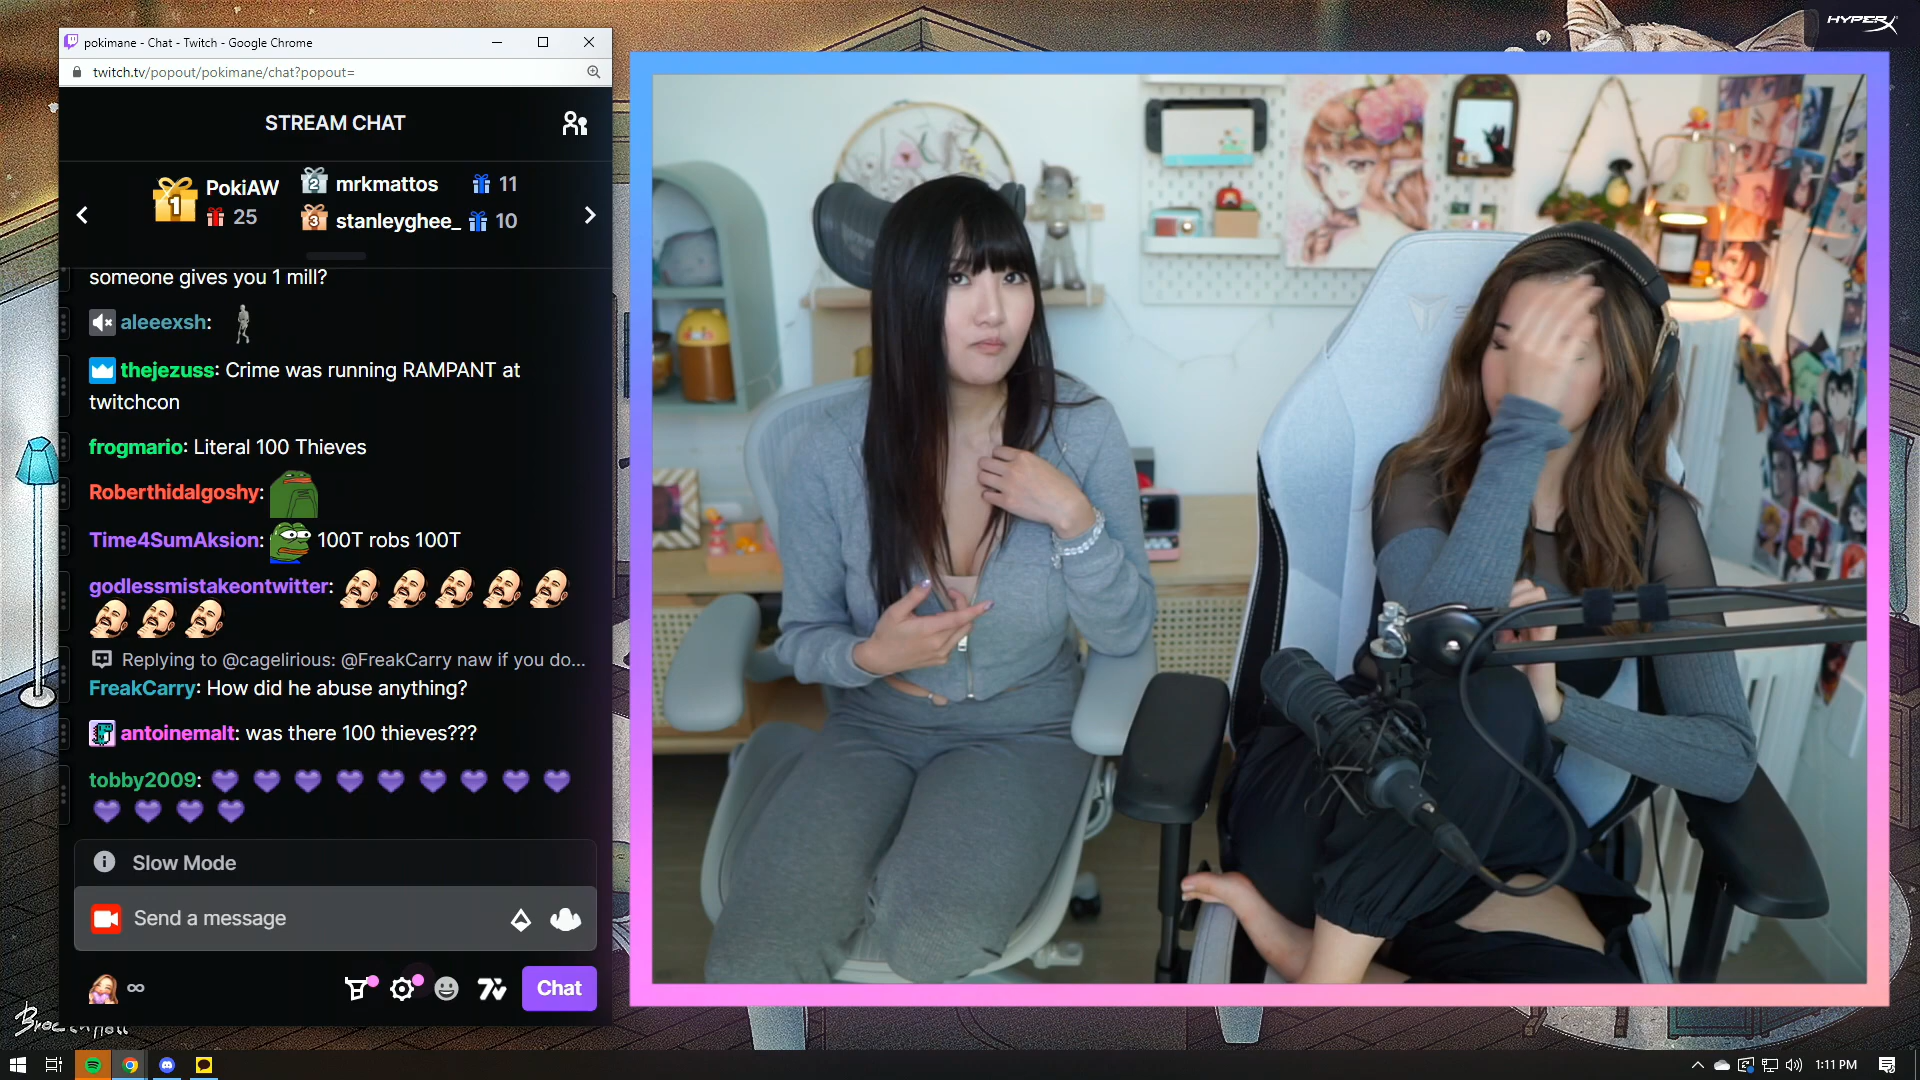 pokimane - Chat - Twitch - Google Chrome
twitch.tv/popout/pokimane/chat?popout=
STREAM CHAT
1 PokiAW 25
2 mrkmattos 11
3 stanleyghee_ 10
someone gives you 1 mill?
aleeexsh:
thejezuss: Crime was running RAMPANT at
twitchcon
frogmario: Literal 100 Thieves
Roberthidalgoshy:
Time4SumAksion: 100T robs 100T
godlessmistakeontwitter:
Replying to @cagelirious: @FreakCarry naw if you do...
FreakCarry: How did he abuse anything?
antoinemalt: was there 100 thieves???
tobby2009:
Slow Mode
Send a message
∞
Chat
HYPERX
1:11 PM